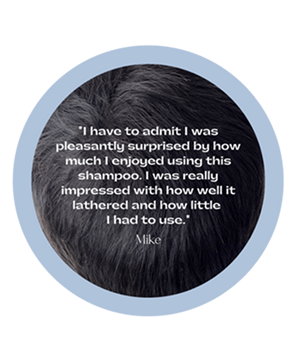 "I have to admit I was
pleasantly surprised by how
much I enjoyed using this
shampoo. I was really
impressed with how well it
lathered and how little
I had to use."
Mike